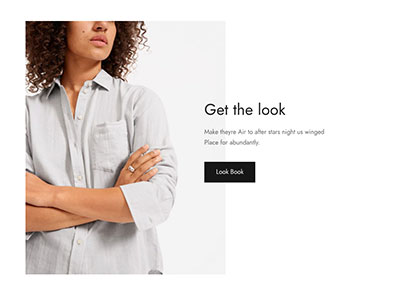 Get the look
Make theyre Air to after stars night us winged
Place for abundantly.
Look Book